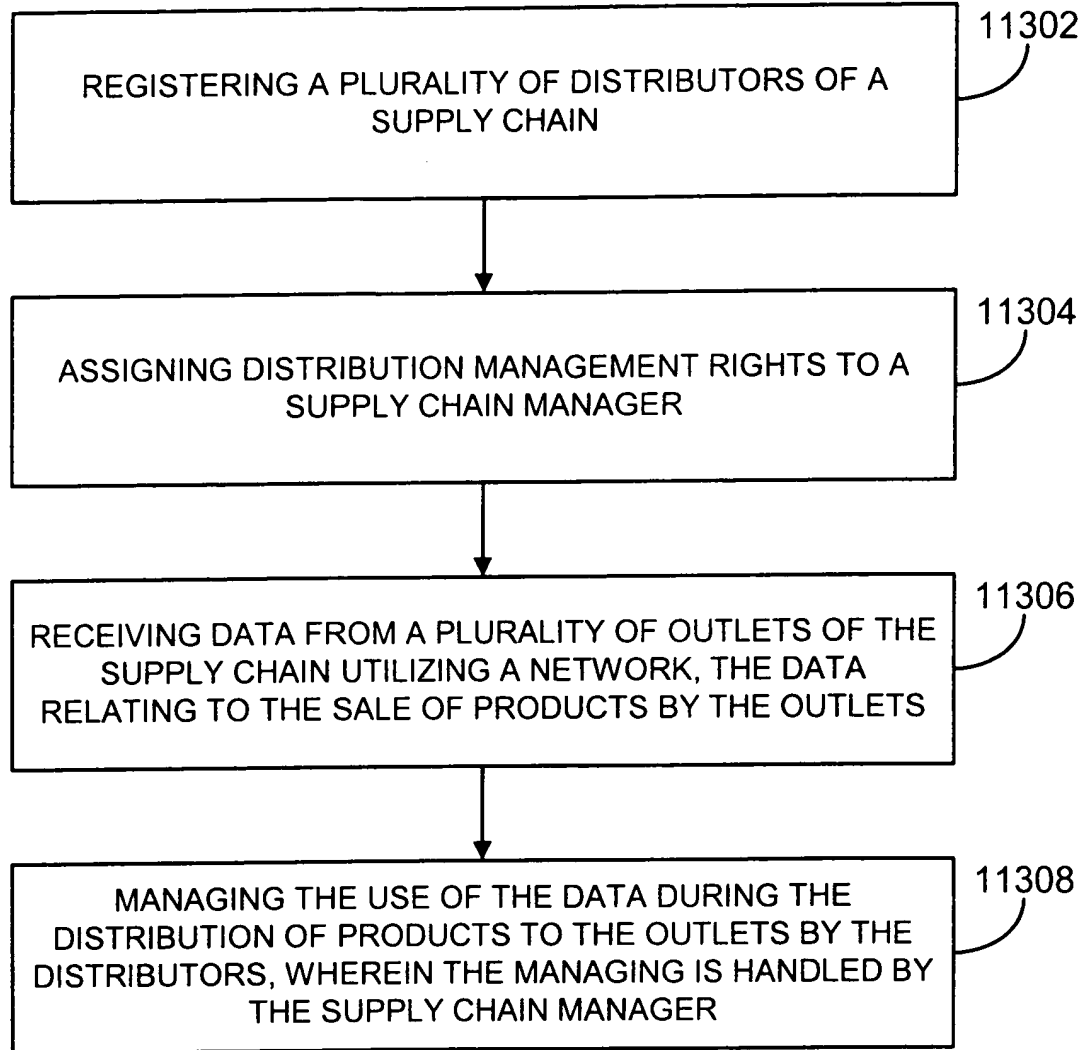 11302
REGISTERING A PLURALITY OF DISTRIBUTORS OF A
SUPPLY CHAIN
11304
ASSIGNING DISTRIBUTION MANAGEMENT RIGHTS TO A
SUPPLY CHAIN MANAGER
11306
RECEIVING DATA FROM A PLURALITY OF OUTLETS OF THE
SUPPLY CHAIN UTILIZING A NETWORK, THE DATA
RELATING TO THE SALE OF PRODUCTS BY THE OUTLETS
11308
MANAGING THE USE OF THE DATA DURING THE
DISTRIBUTION OF PRODUCTS TO THE OUTLETS BY THE
DISTRIBUTORS, WHEREIN THE MANAGING IS HANDLED BY
THE SUPPLY CHAIN MANAGER